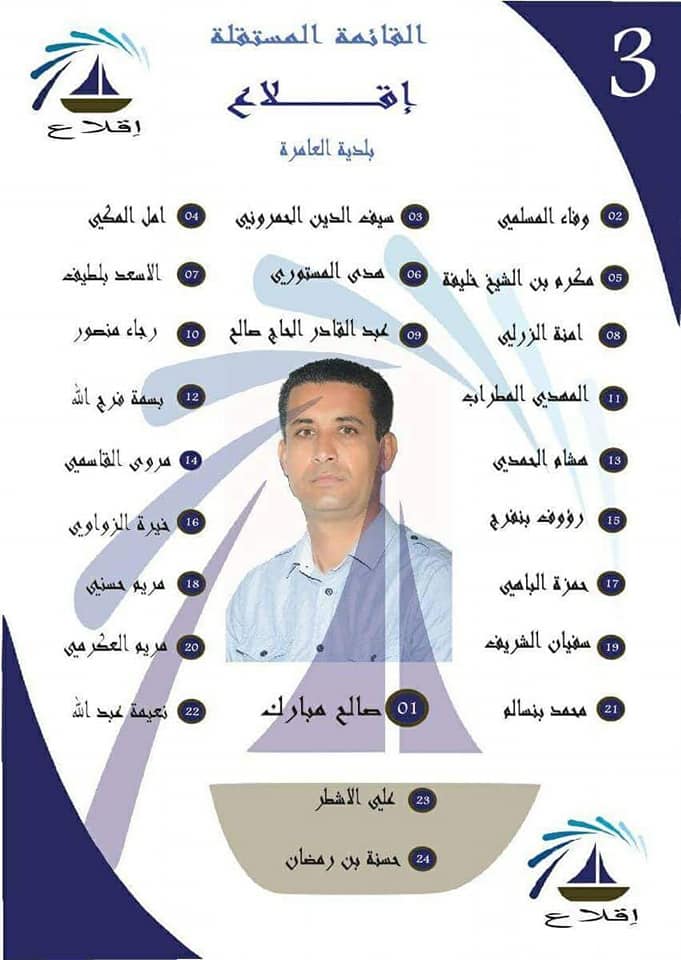 3
القائمة المستقلة
إقــلاع
بلدية العامرة
إقلاع
02 وفاء المسلمي
03 سيف الدين الحمروني
04 امل المكي
05 مكرم بن الشيخ خليفة
06 هدى المستوري
07 الاسعد بلطيف
08 امنة الزرلي
09 عبد القادر الحاج صالح
10 رجاء منصور
11 المهدي المطراب
12 بسمة فرج الله
13 هشام الحمدي
14 مروى القاسمي
15 رؤوف بنفرج
16 خيرة الزواوي
17 حمزة الباهي
18 مريم حسني
19 سفيان الشريف
20 مريم العكرمي
21 محمد بنسالم
01 صالح مبارك
22 نعيمة عبد الله
23 علي الاشطر
24 حسنة بن رمضان
إقلاع